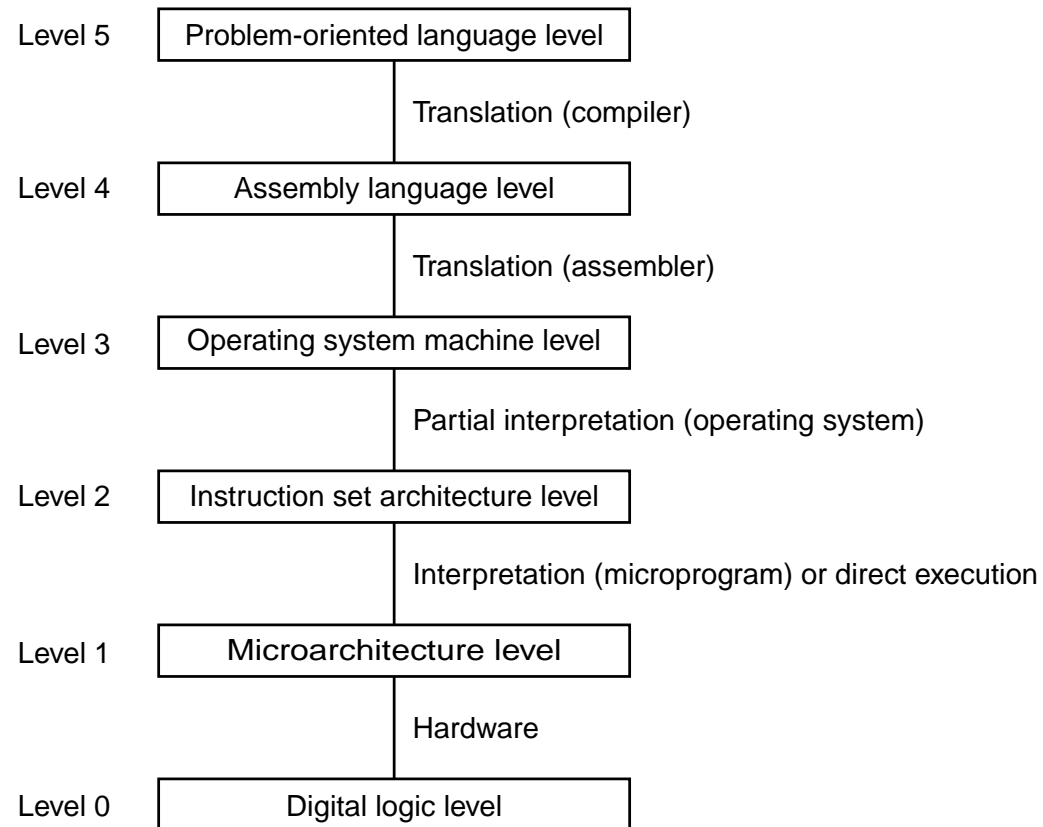 Level 5 Problem-oriented language level
Translation (compiler)
Level 4 Assembly language level
Translation (assembler)
Level 3 Operating system machine level
Partial interpretation (operating system)
Level 2 Instruction set architecture level
Interpretation (microprogram) or direct execution
Level 1 Microarchitecture level
Hardware
Level 0 Digital logic level